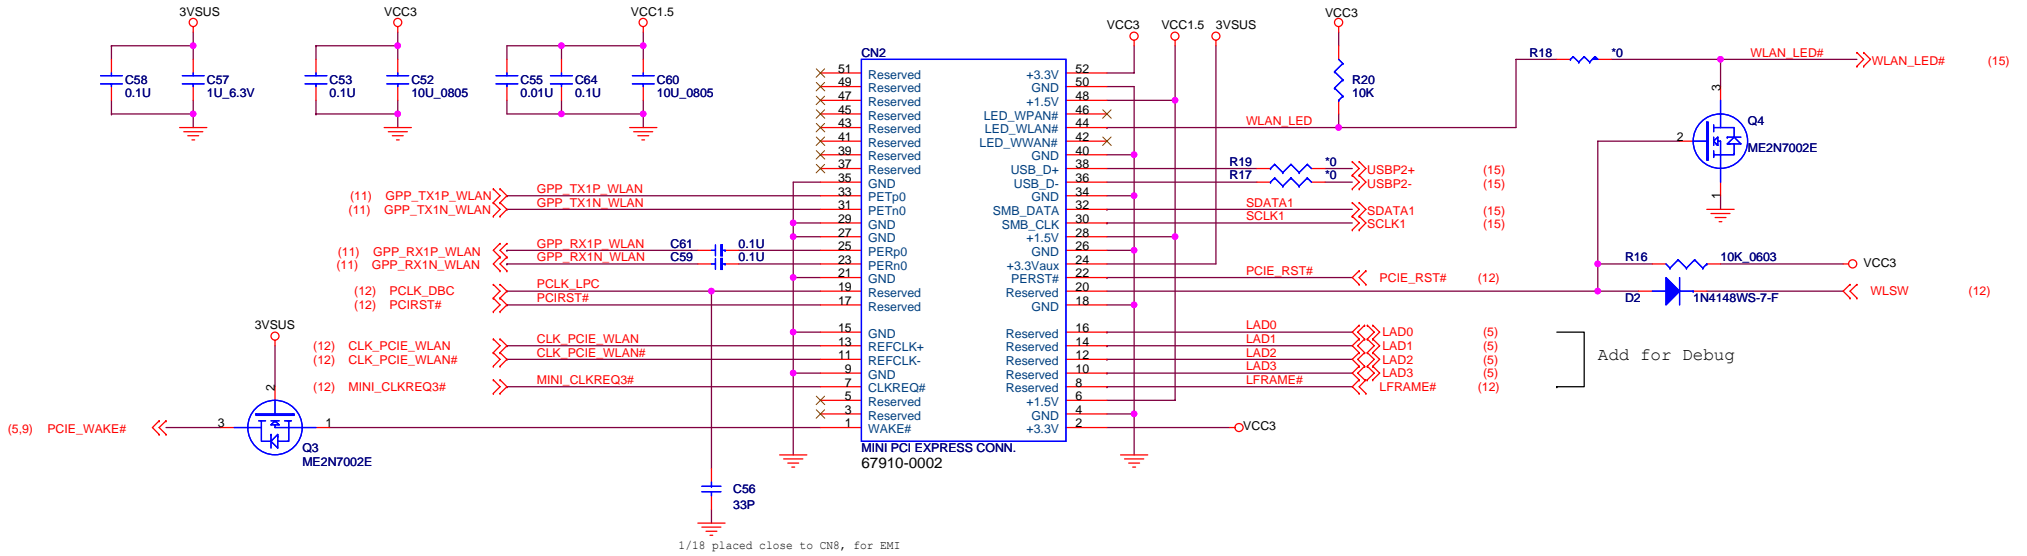 3VSUS
VCC3
VCC1.5
C58
0.1U
C57
1U_6.3V
C53
0.1U
C52
10U_0805
C55
0.01U
C64
0.1U
C60
10U_0805
VCC3
VCC1.5
3VSUS
VCC3
R20
10K
R18
*0
WLAN_LED#
WLAN_LED#
(15)
3
2
1
Q4
ME2N7002E
CN2
51 Reserved +3.3V 52
49 Reserved GND 50
47 Reserved +1.5V 48
45 Reserved LED_WPAN# 46
43 Reserved LED_WLAN# 44
41 Reserved LED_WWAN# 42
39 Reserved GND 40
37 Reserved USB_D+ 38
35 GND USB_D- 36
33 PETp0 GND 34
31 PETn0 SMB_DATA 32
29 GND SMB_CLK 30
27 GND +1.5V 28
25 PERp0 GND 26
23 PERn0 +3.3Vaux 24
21 GND PERST# 22
19 Reserved Reserved 20
17 Reserved GND 18
15 GND Reserved 16
13 REFCLK+ Reserved 14
11 REFCLK- Reserved 12
9 GND Reserved 10
7 CLKREQ# Reserved 8
5 Reserved +1.5V 6
3 Reserved GND 4
1 WAKE# +3.3V 2
MINI PCI EXPRESS CONN.
67910-0002
(11) GPP_TX1P_WLAN GPP_TX1P_WLAN
(11) GPP_TX1N_WLAN GPP_TX1N_WLAN
(11) GPP_RX1P_WLAN GPP_RX1P_WLAN C61 0.1U
(11) GPP_RX1N_WLAN GPP_RX1N_WLAN C59 0.1U
(12) PCLK_DBC PCLK_LPC
(12) PCIRST# PCIRST#
(12) CLK_PCIE_WLAN CLK_PCIE_WLAN
(12) CLK_PCIE_WLAN# CLK_PCIE_WLAN#
(12) MINI_CLKREQ3# MINI_CLKREQ3#
3VSUS
2
(5,9) PCIE_WAKE# 3 1
Q3
ME2N7002E
C56
33P
1/18 placed close to CN8, for EMI
WLAN_LED
R19 *0 USBP2+ (15)
R17 *0 USBP2- (15)
SDATA1 SDATA1 (15)
SCLK1 SCLK1 (15)
PCIE_RST# PCIE_RST# (12)
R16 10K_0603 VCC3
D2 1N4148WS-7-F WLSW (12)
LAD0 LAD0 (5)
LAD1 LAD1 (5)
LAD2 LAD2 (5)
LAD3 LAD3 (5)
LFRAME# LFRAME# (12)
Add for Debug
VCC3